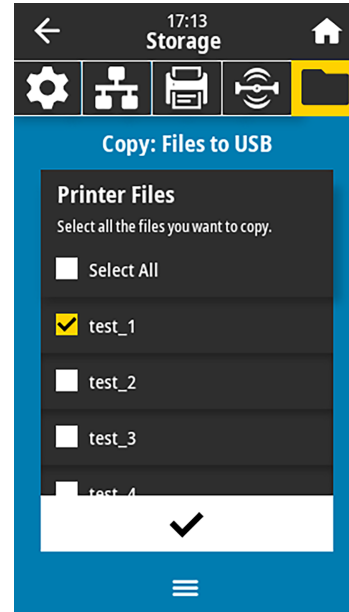 17:13
Storage
Copy: Files to USB
Printer Files
Select all the files you want to copy.
Select All
test_1
test_2
test_3
test_4